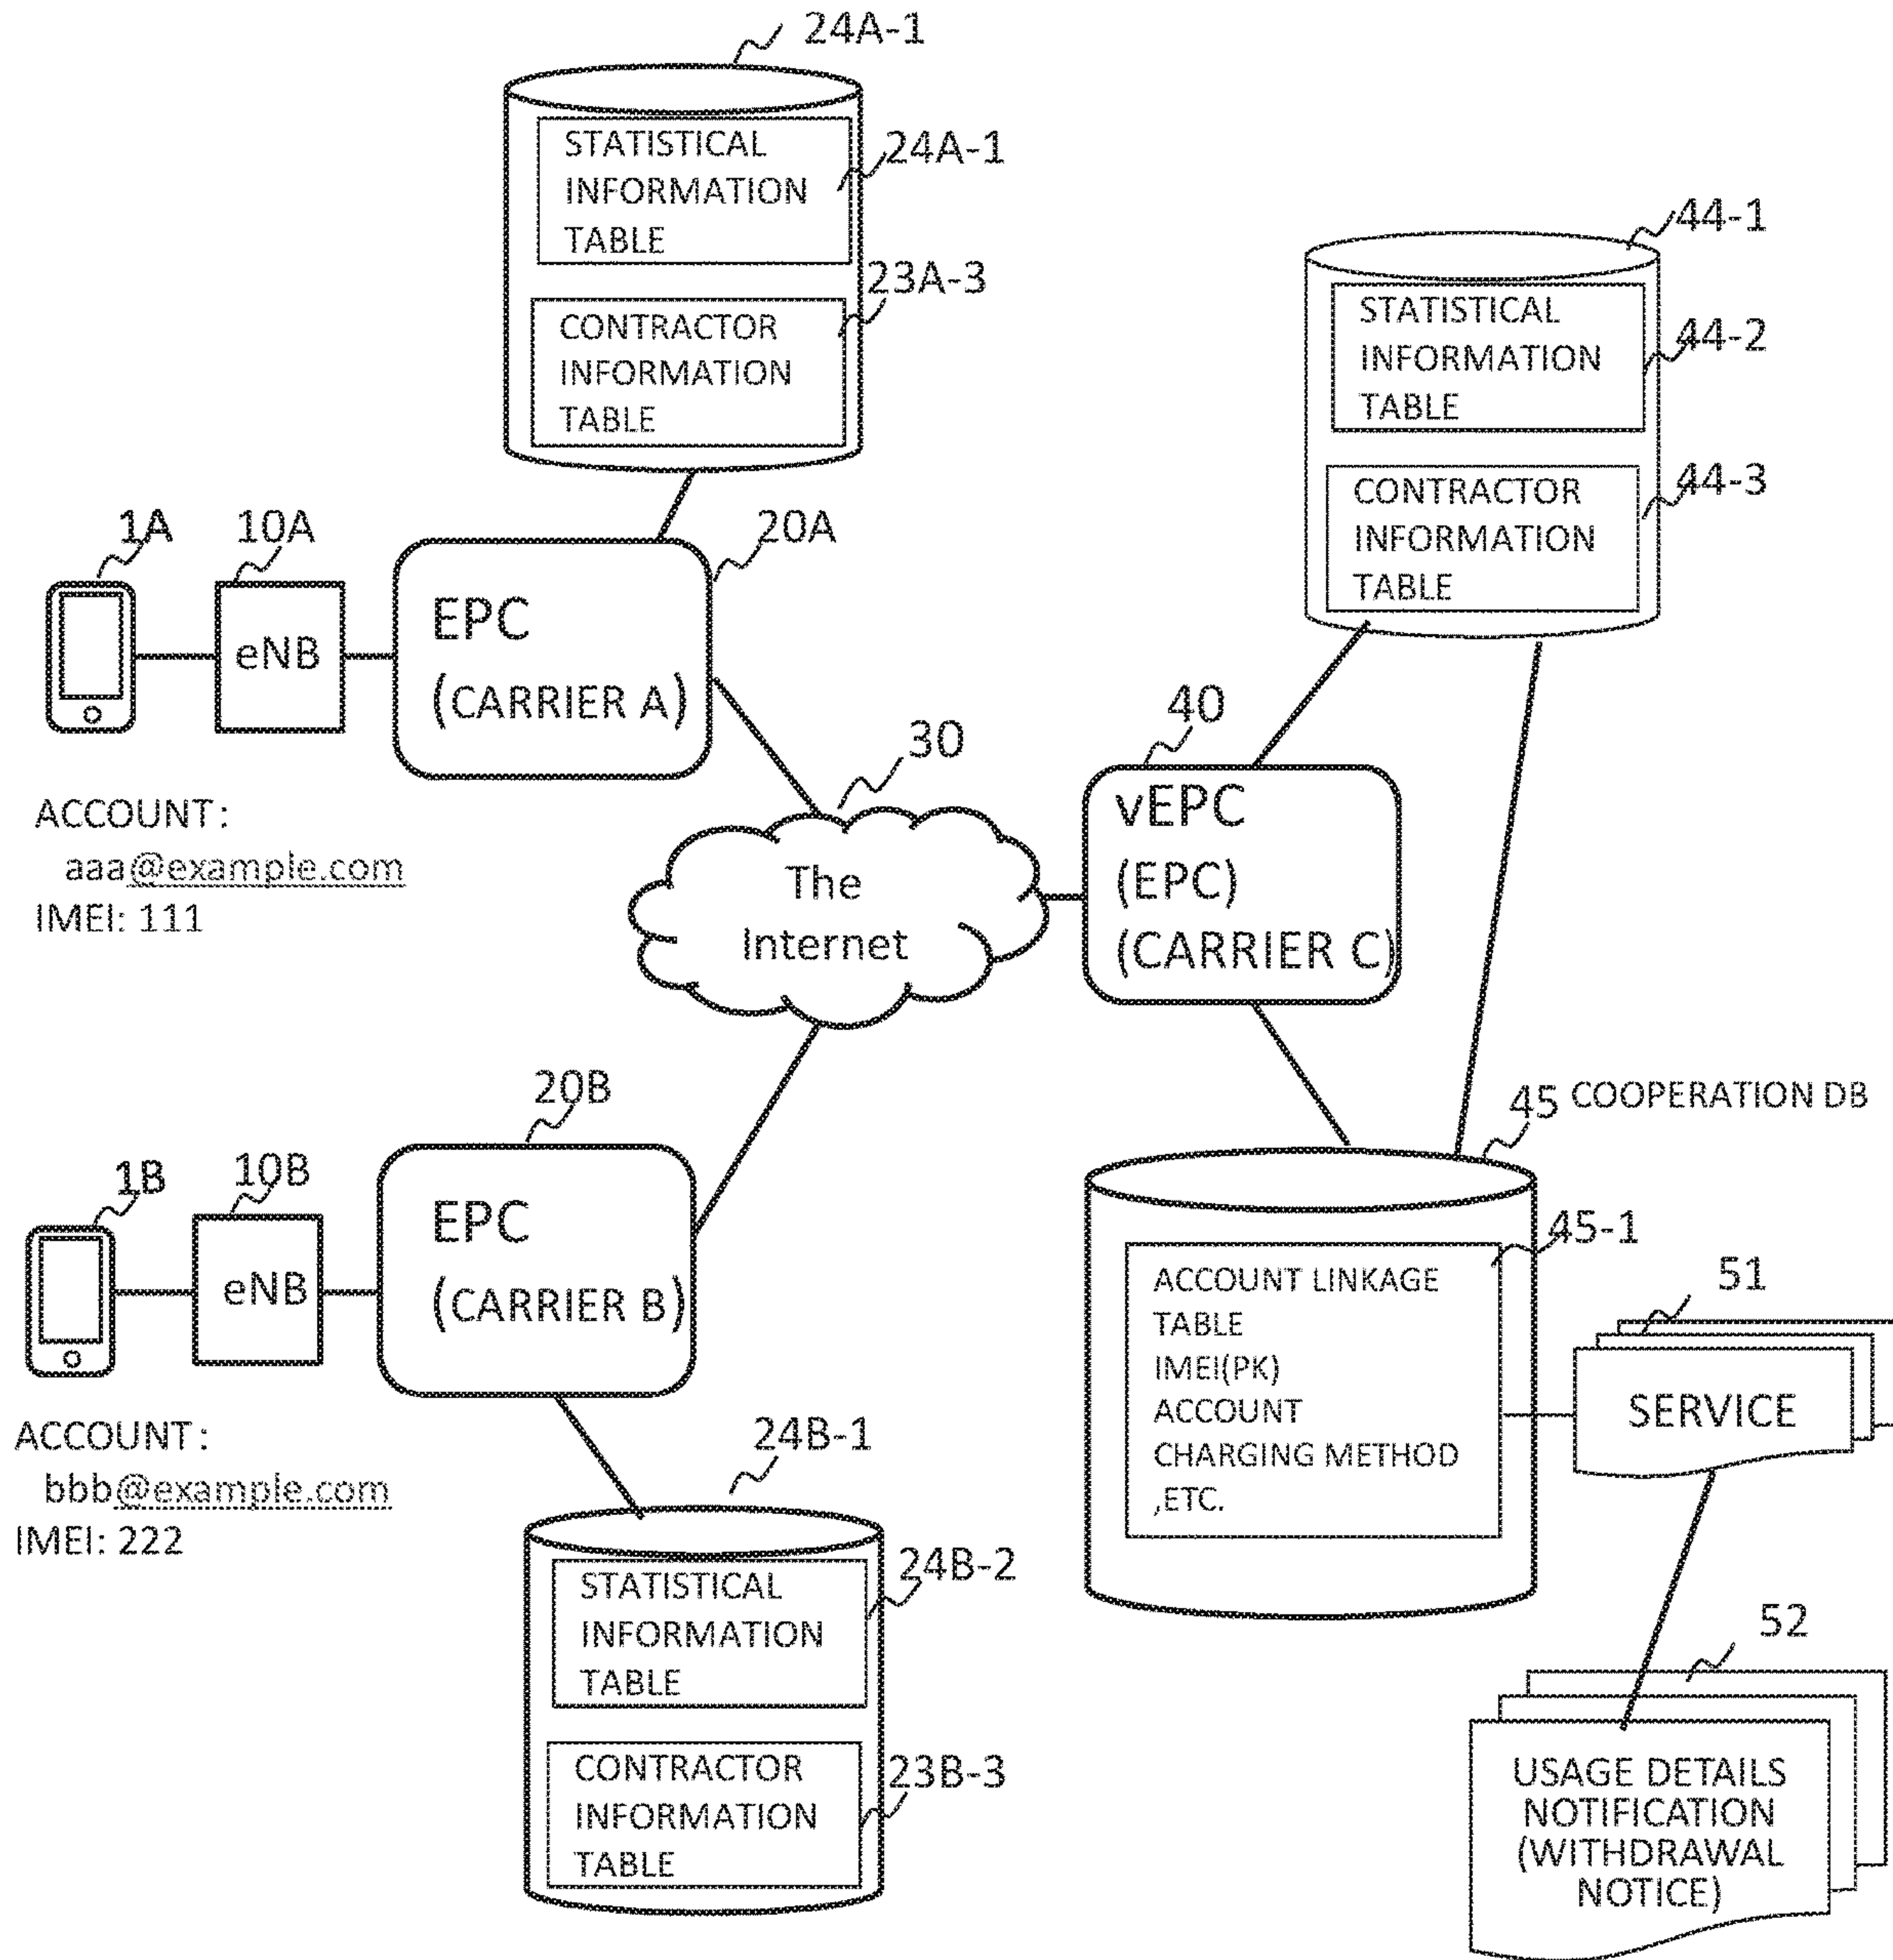 24A-1
STATISTICAL
INFORMATION
TABLE
24A-1
CONTRACTOR
INFORMATION
TABLE
23A-3
44-1
STATISTICAL
INFORMATION
TABLE
44-2
CONTRACTOR
INFORMATION
TABLE
44-3
1A
10A
eNB
20A
EPC
(CARRIER A)
ACCOUNT:
aaa@example.com
IMEI: 111
30
The
Internet
40
vEPC
(EPC)
(CARRIER C)
20B
1B
10B
eNB
EPC
(CARRIER B)
ACCOUNT:
bbb@example.com
IMEI: 222
24B-1
STATISTICAL
INFORMATION
TABLE
24B-2
CONTRACTOR
INFORMATION
TABLE
23B-3
45 COOPERATION DB
45-1
ACCOUNT LINKAGE
TABLE
IMEI(PK)
ACCOUNT
CHARGING METHOD
,ETC.
51
SERVICE
52
USAGE DETAILS
NOTIFICATION
(WITHDRAWAL
NOTICE)